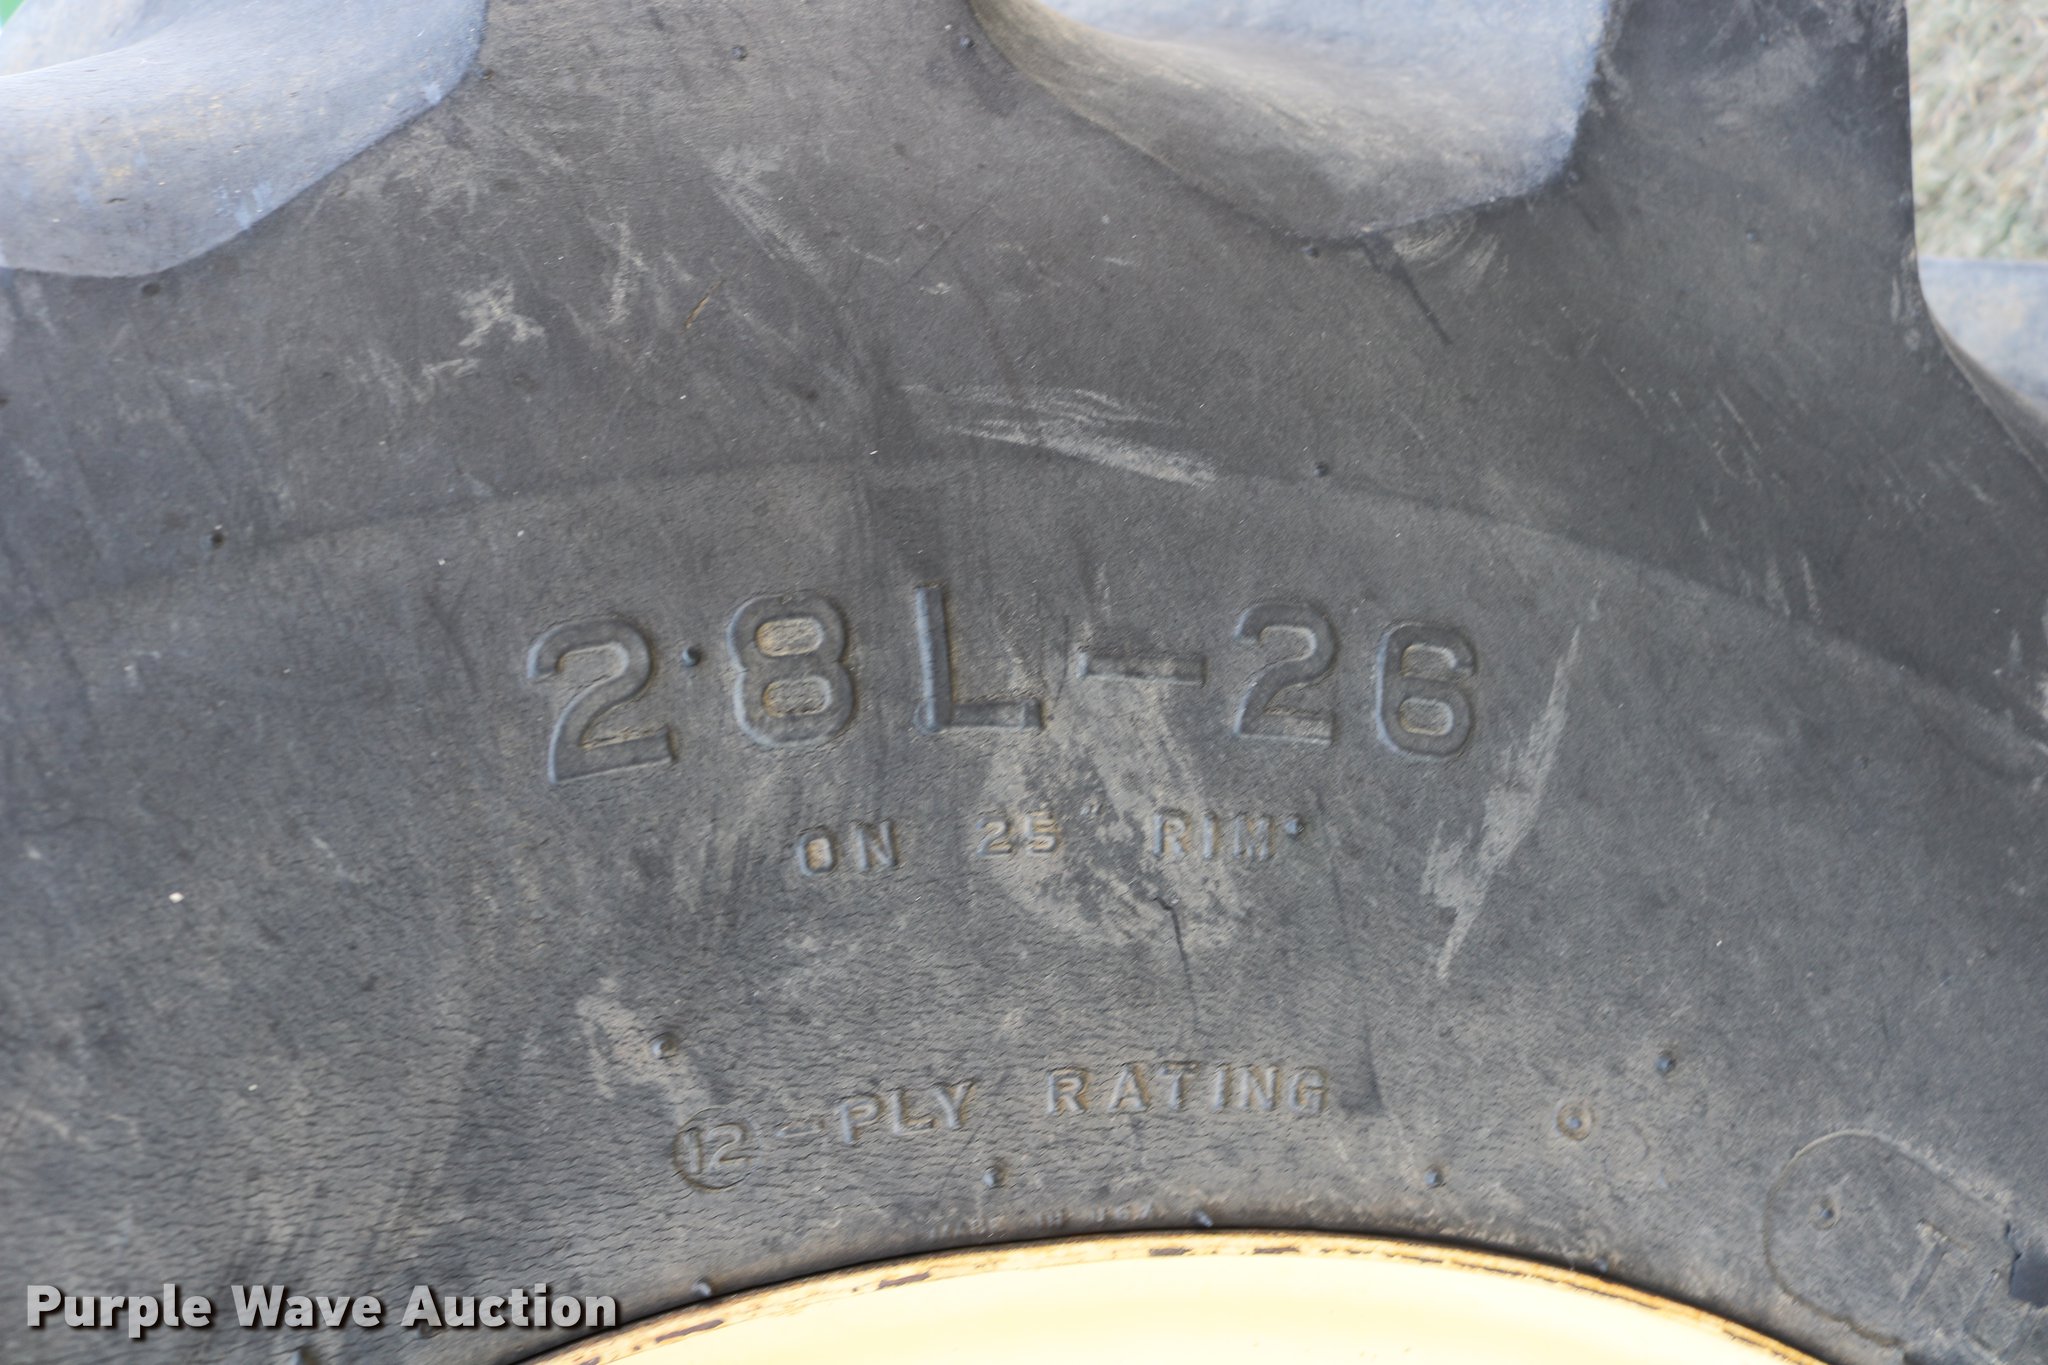 28L-26
ON 25" RIM
12-PLY RATING
Purple Wave Auction